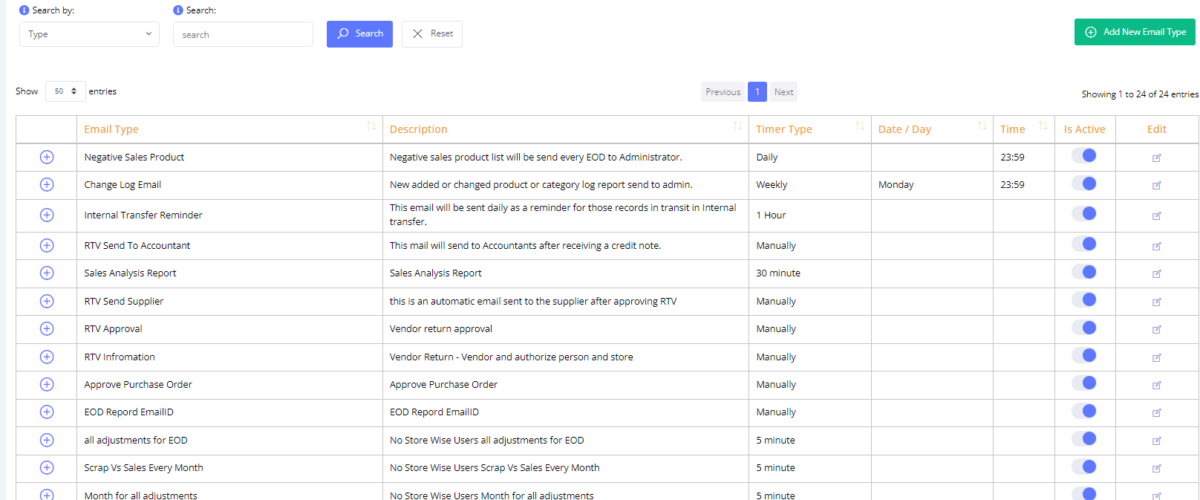 Search by:
Search:
Type
search
Search
Reset
Add New Email Type
Show 50 entries
Previous 1 Next
Showing 1 to 24 of 24 entries
Email Type Description Timer Type Date / Day Time Is Active Edit
Negative Sales Product Negative sales product list will be send every EOD to Administrator. Daily 23:59
Change Log Email New added or changed product or category log report send to admin. Weekly Monday 23:59
Internal Transfer Reminder This email will be sent daily as a reminder for those records in transit in Internal
transfer. 1 Hour
RTV Send To Accountant This mail will send to Accountants after receiving a credit note. Manually
Sales Analysis Report Sales Analysis Report 30 minute
RTV Send Supplier this is an automatic email sent to the supplier after approving RTV Manually
RTV Approval Vendor return approval Manually
RTV Infromation Vendor Return - Vendor and authorize person and store Manually
Approve Purchase Order Approve Purchase Order Manually
EOD Repord EmailID EOD Repord EmailID Manually
all adjustments for EOD No Store Wise Users all adjustments for EOD 5 minute
Scrap Vs Sales Every Month No Store Wise Users Scrap Vs Sales Every Month 5 minute
Month for all adjustments No Store Wise Users Month for all adjustments 5 minute